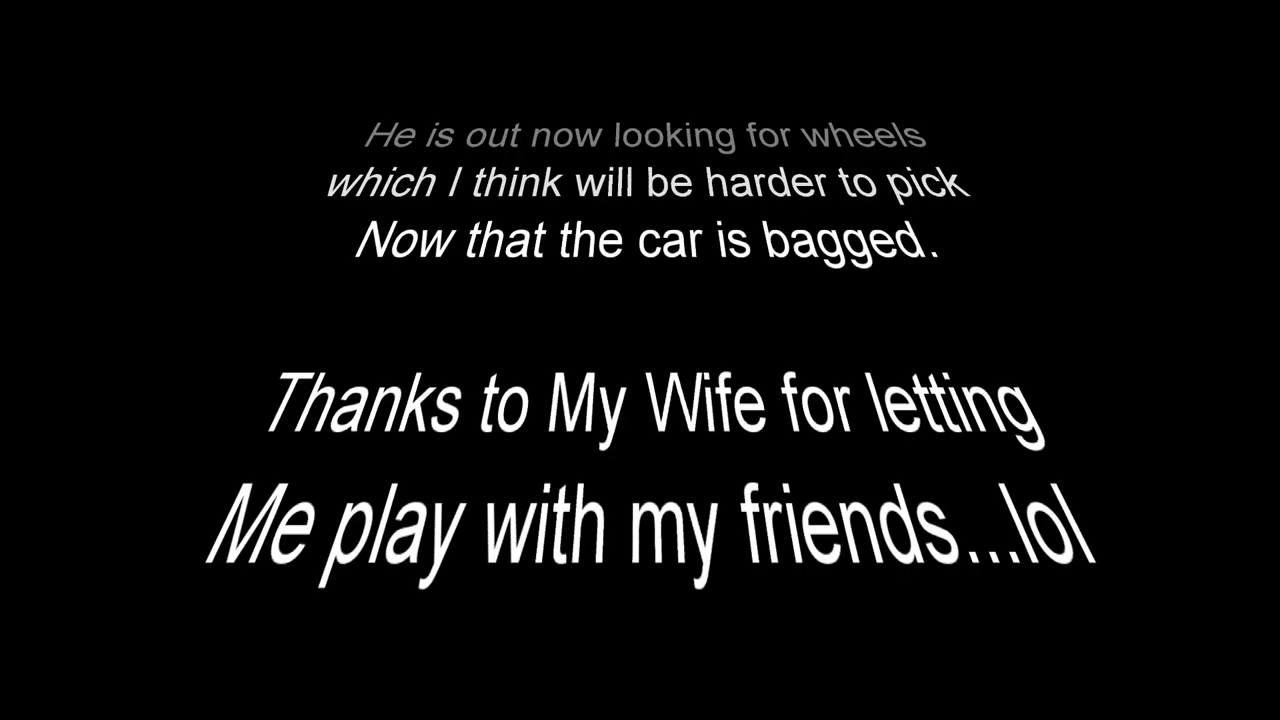 He is out now looking for wheels
which I think will be harder to pick
Now that the car is bagged.
Thanks to My Wife for letting
Me play with my friends...lol